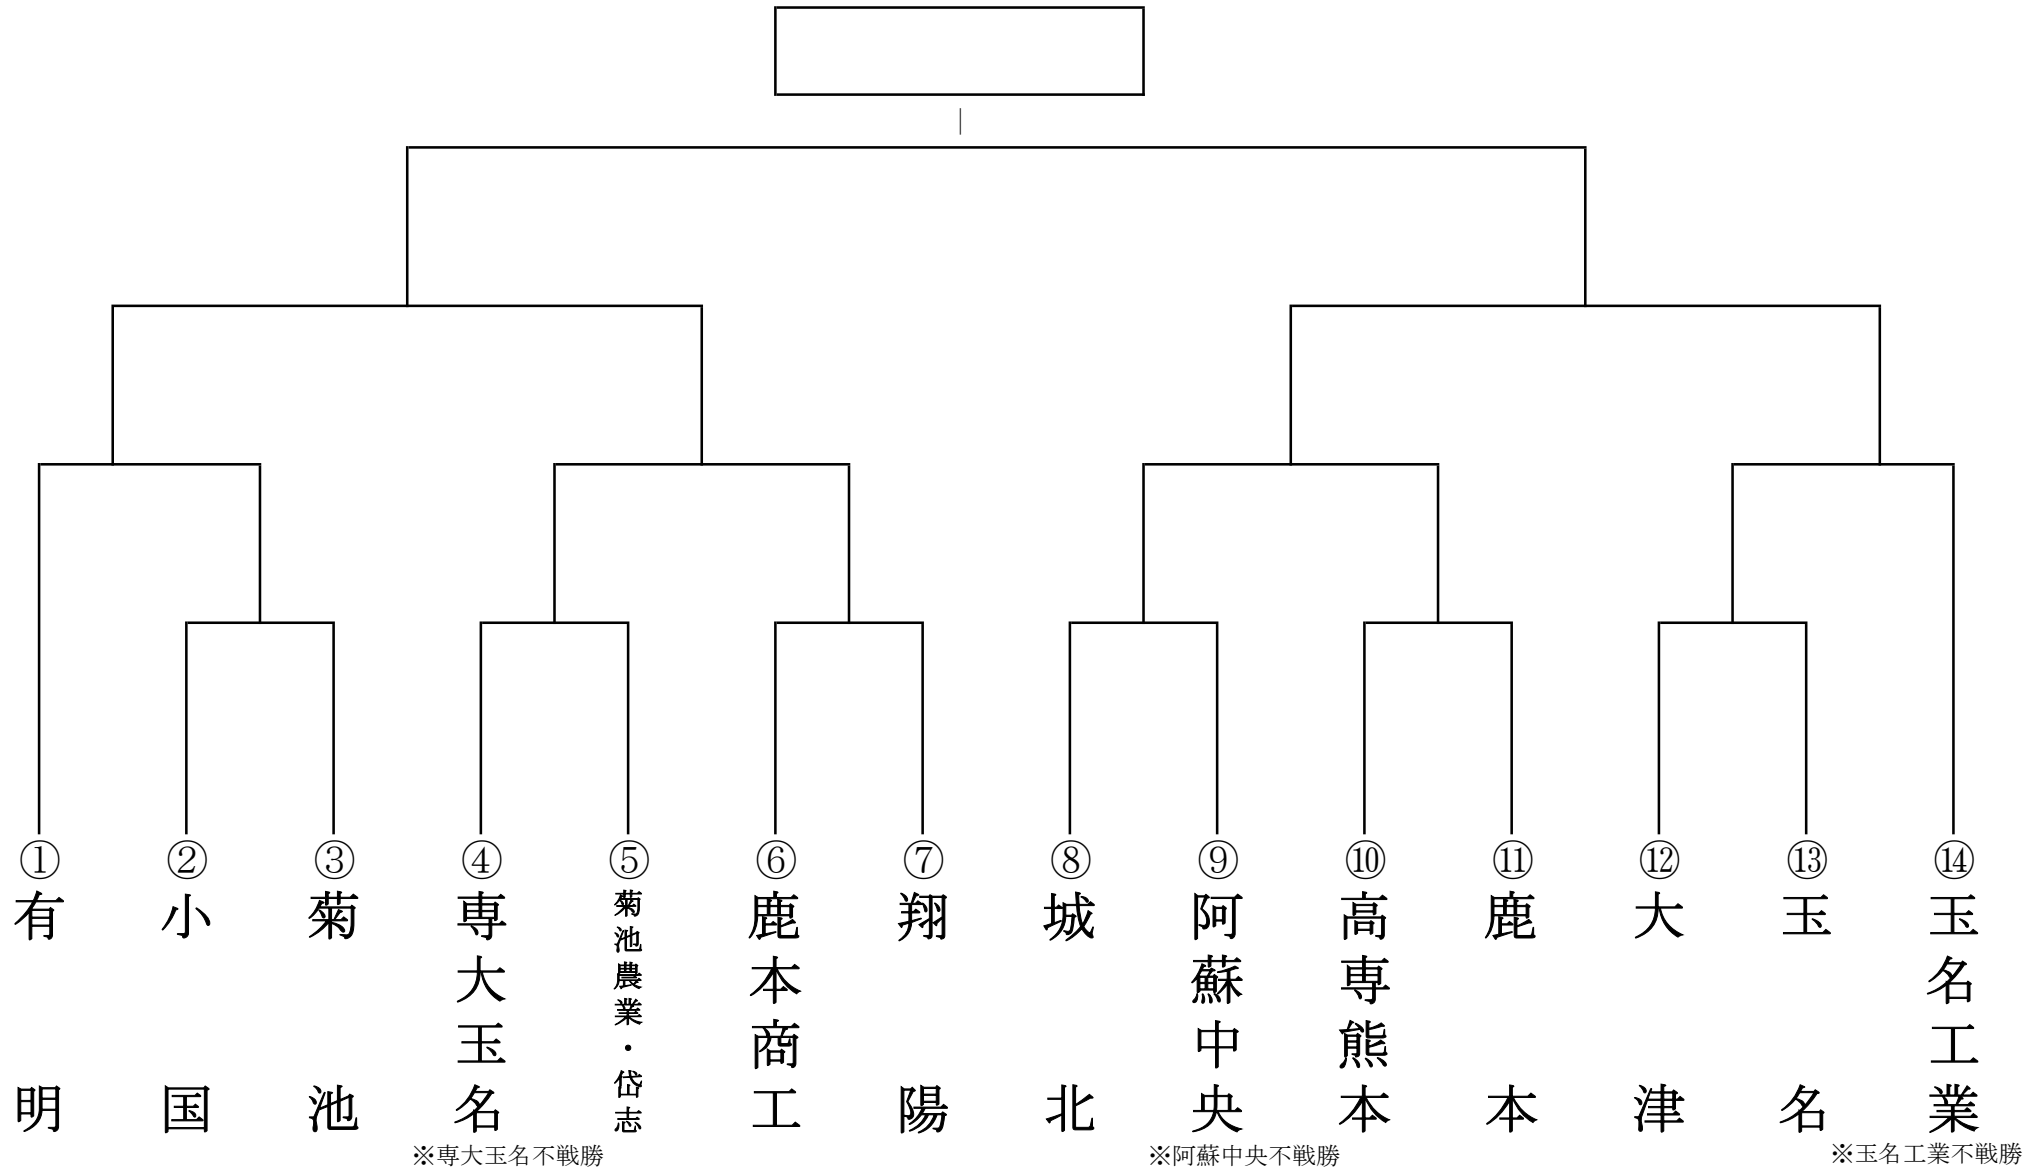 ①
有明
②
小国
③
菊池
④
専大玉名
⑤
菊池農業・岱志
⑥
鹿本商工
⑦
翔陽
⑧
城北
⑨
阿蘇中央
⑩
高専熊本
⑪
鹿本
⑫
大津
⑬
玉名
⑭
玉名工業
※専大玉名不戦勝
※阿蘇中央不戦勝
※玉名工業不戦勝